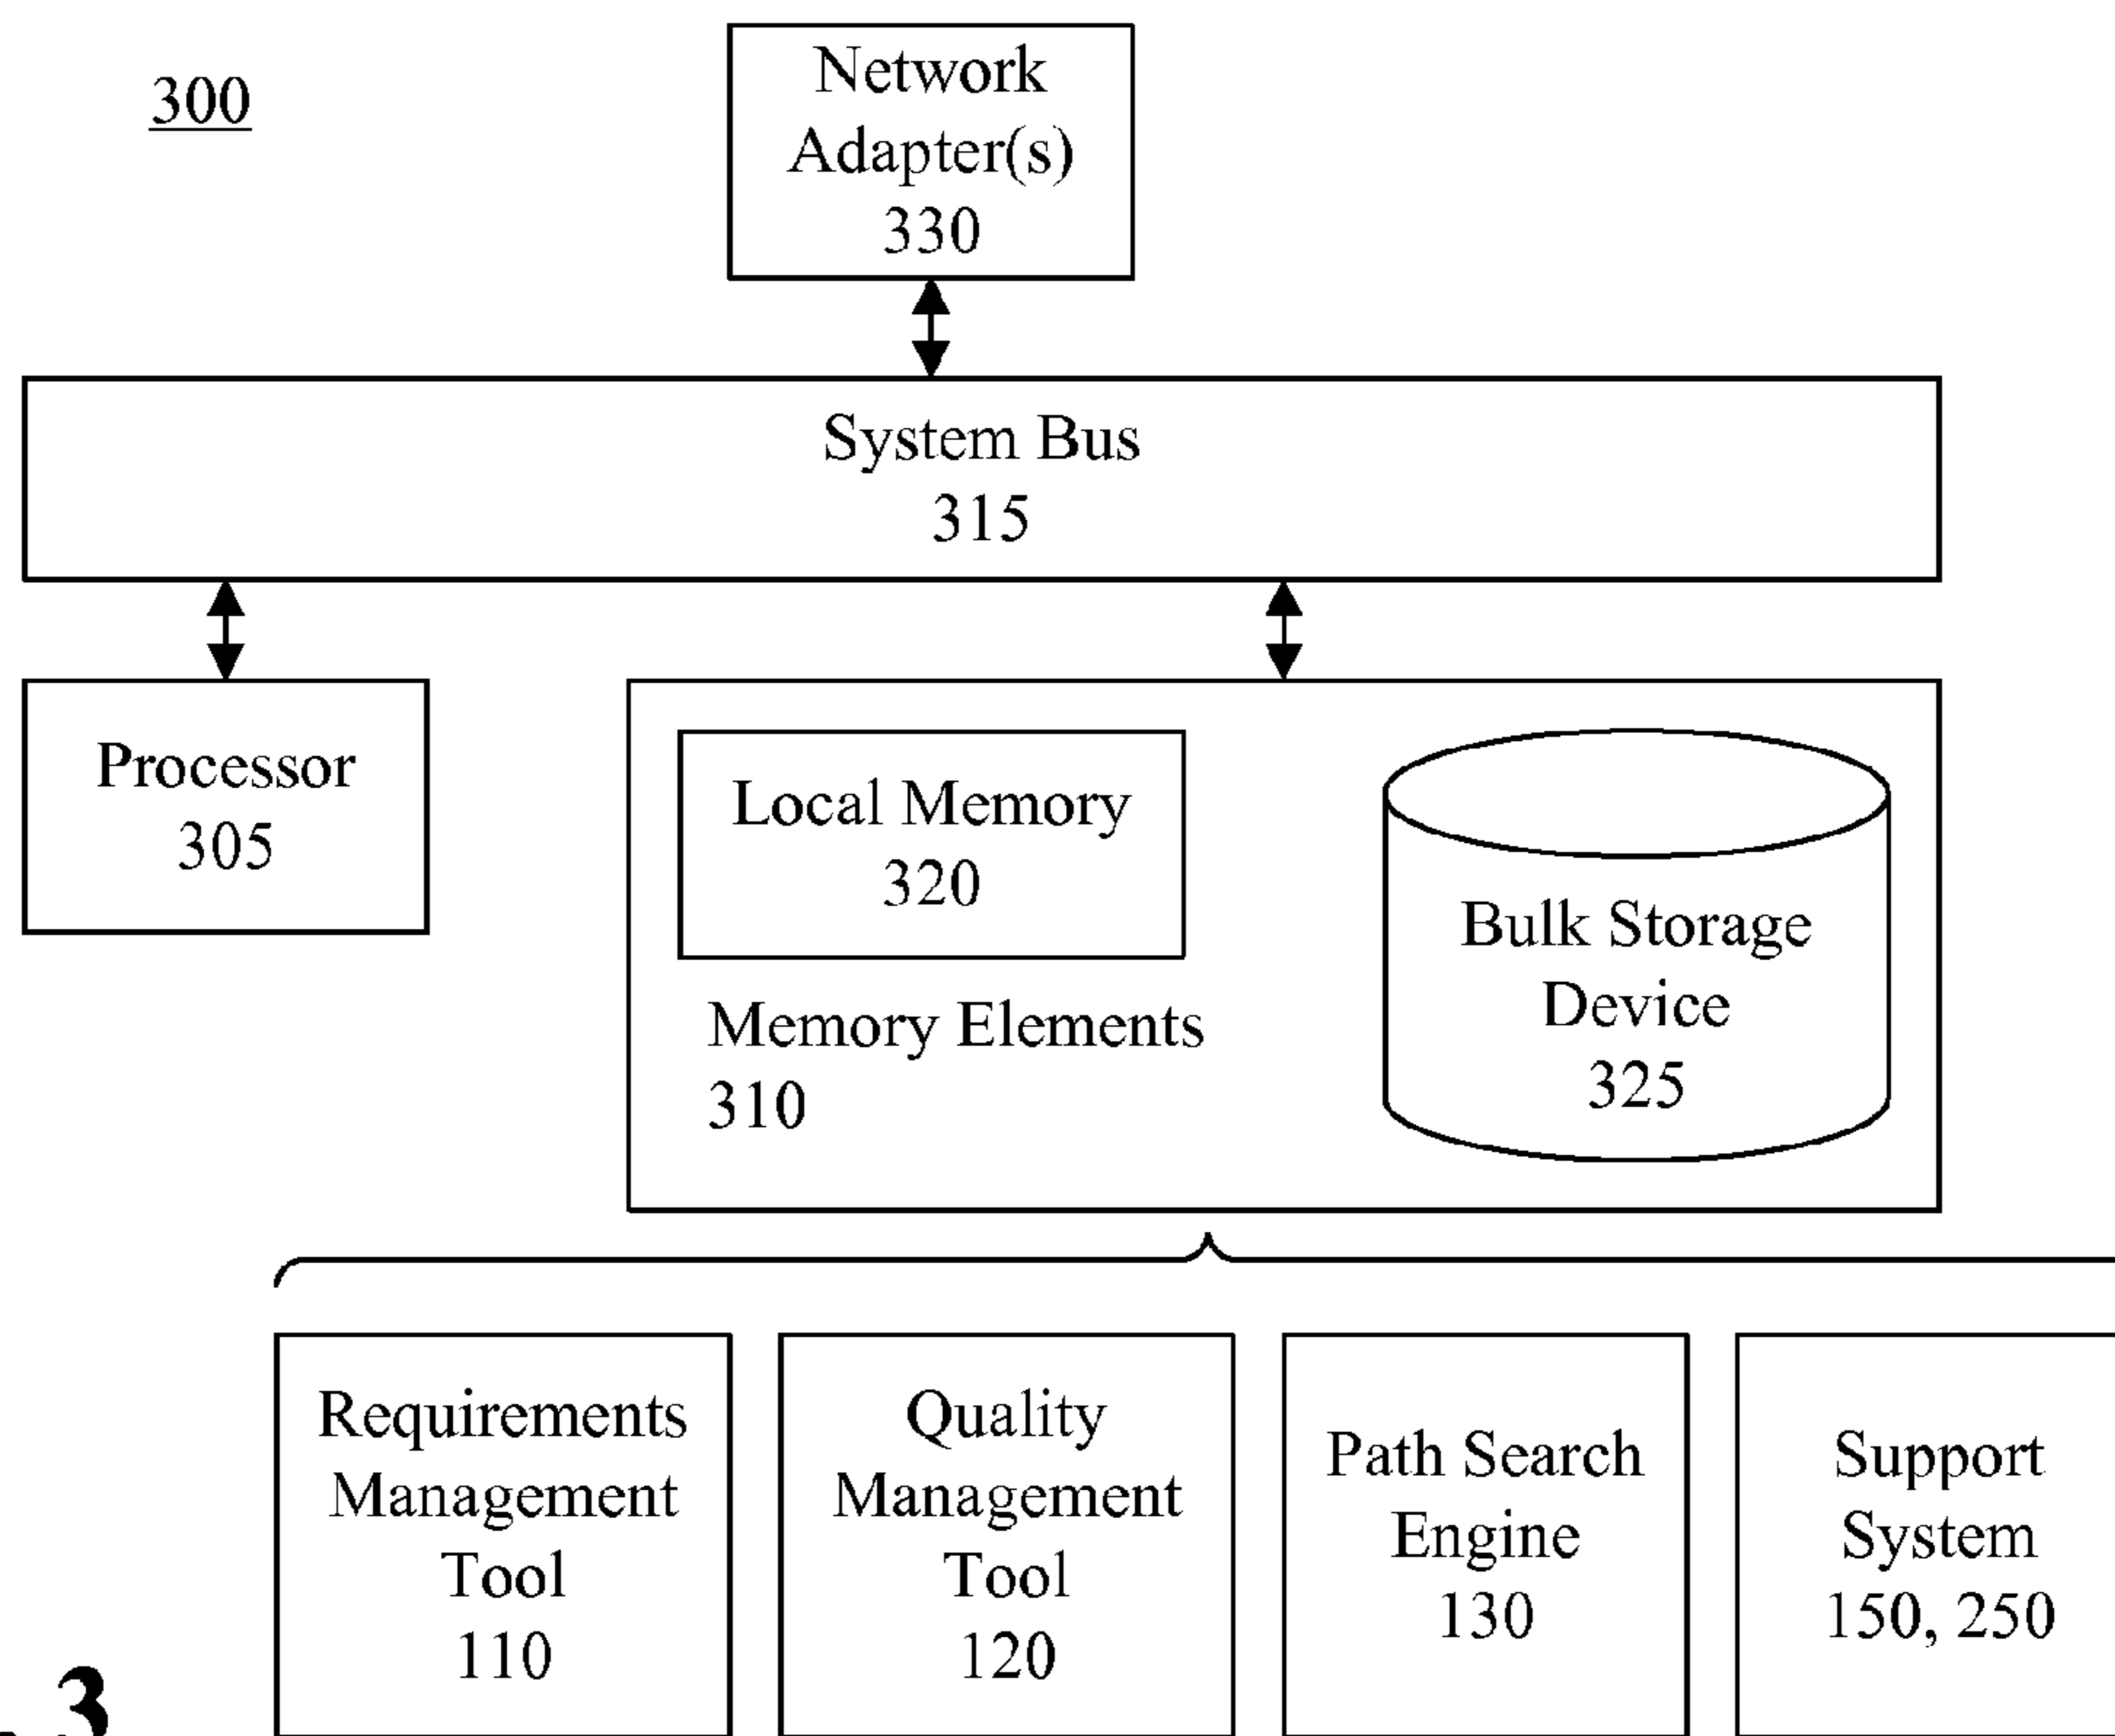 300
Network
Adapter(s)
330
System Bus
315
Processor
305
Local Memory
320
Memory Elements
310
Bulk Storage
Device
325
Requirements
Management
Tool
110
Quality
Management
Tool
120
Path Search
Engine
130
Support
System
150, 250
3